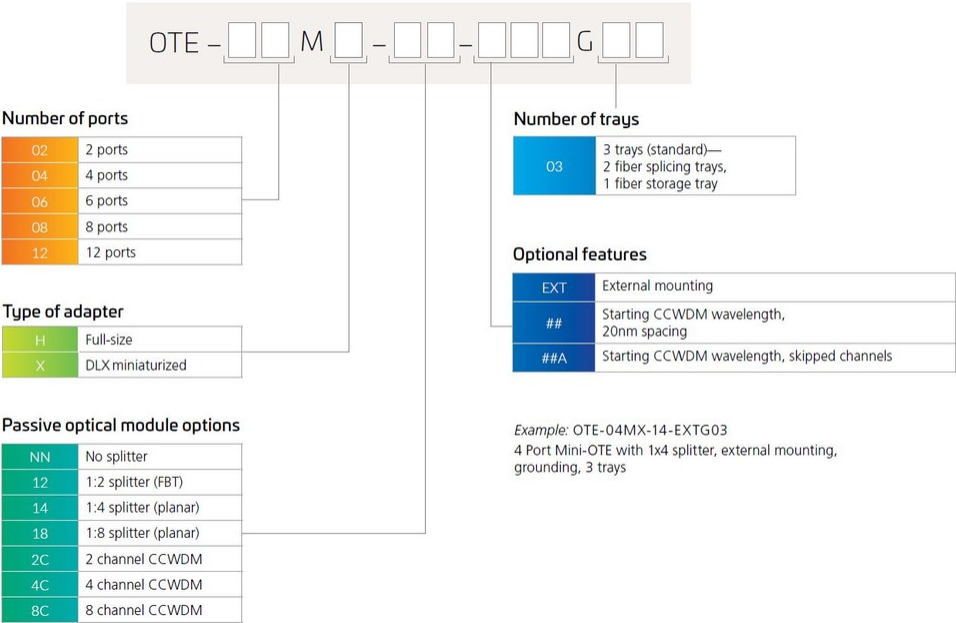 OTE – M – – G
Number of ports
02 2 ports
04 4 ports
06 6 ports
08 8 ports
12 12 ports
Type of adapter
H Full-size
X DLX miniaturized
Passive optical module options
NN No splitter
12 1:2 splitter (FBT)
14 1:4 splitter (planar)
18 1:8 splitter (planar)
2C 2 channel CCWDM
4C 4 channel CCWDM
8C 8 channel CCWDM
Number of trays
03 3 trays (standard)—
2 fiber splicing trays,
1 fiber storage tray
Optional features
EXT External mounting
## Starting CCWDM wavelength,
20nm spacing
##A Starting CCWDM wavelength, skipped channels
Example: OTE-04MX-14-EXTG03
4 Port Mini-OTE with 1x4 splitter, external mounting,
grounding, 3 trays